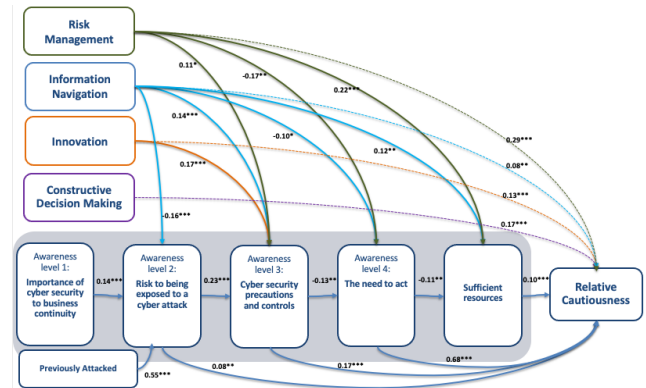 Risk
Management
Information
Navigation
Innovation
Constructive
Decision Making
0.11*
-0.17**
0.22***
0.14***
-0.10*
0.12**
0.17***
-0.16***
0.29***
0.08**
0.13***
0.17***
Awareness
level 1:
Importance of
cyber security
to business
continuity
0.14***
Awareness
level 2:
Risk to being
exposed to a
cyber attack
0.23***
Awareness
level 3:
Cyber security
precautions
and controls
-0.13**
Awareness
level 4:
The need to act
-0.11**
Sufficient
resources
0.10***
Relative
Cautiousness
Previously Attacked
0.55***
0.08**
0.17***
0.68***